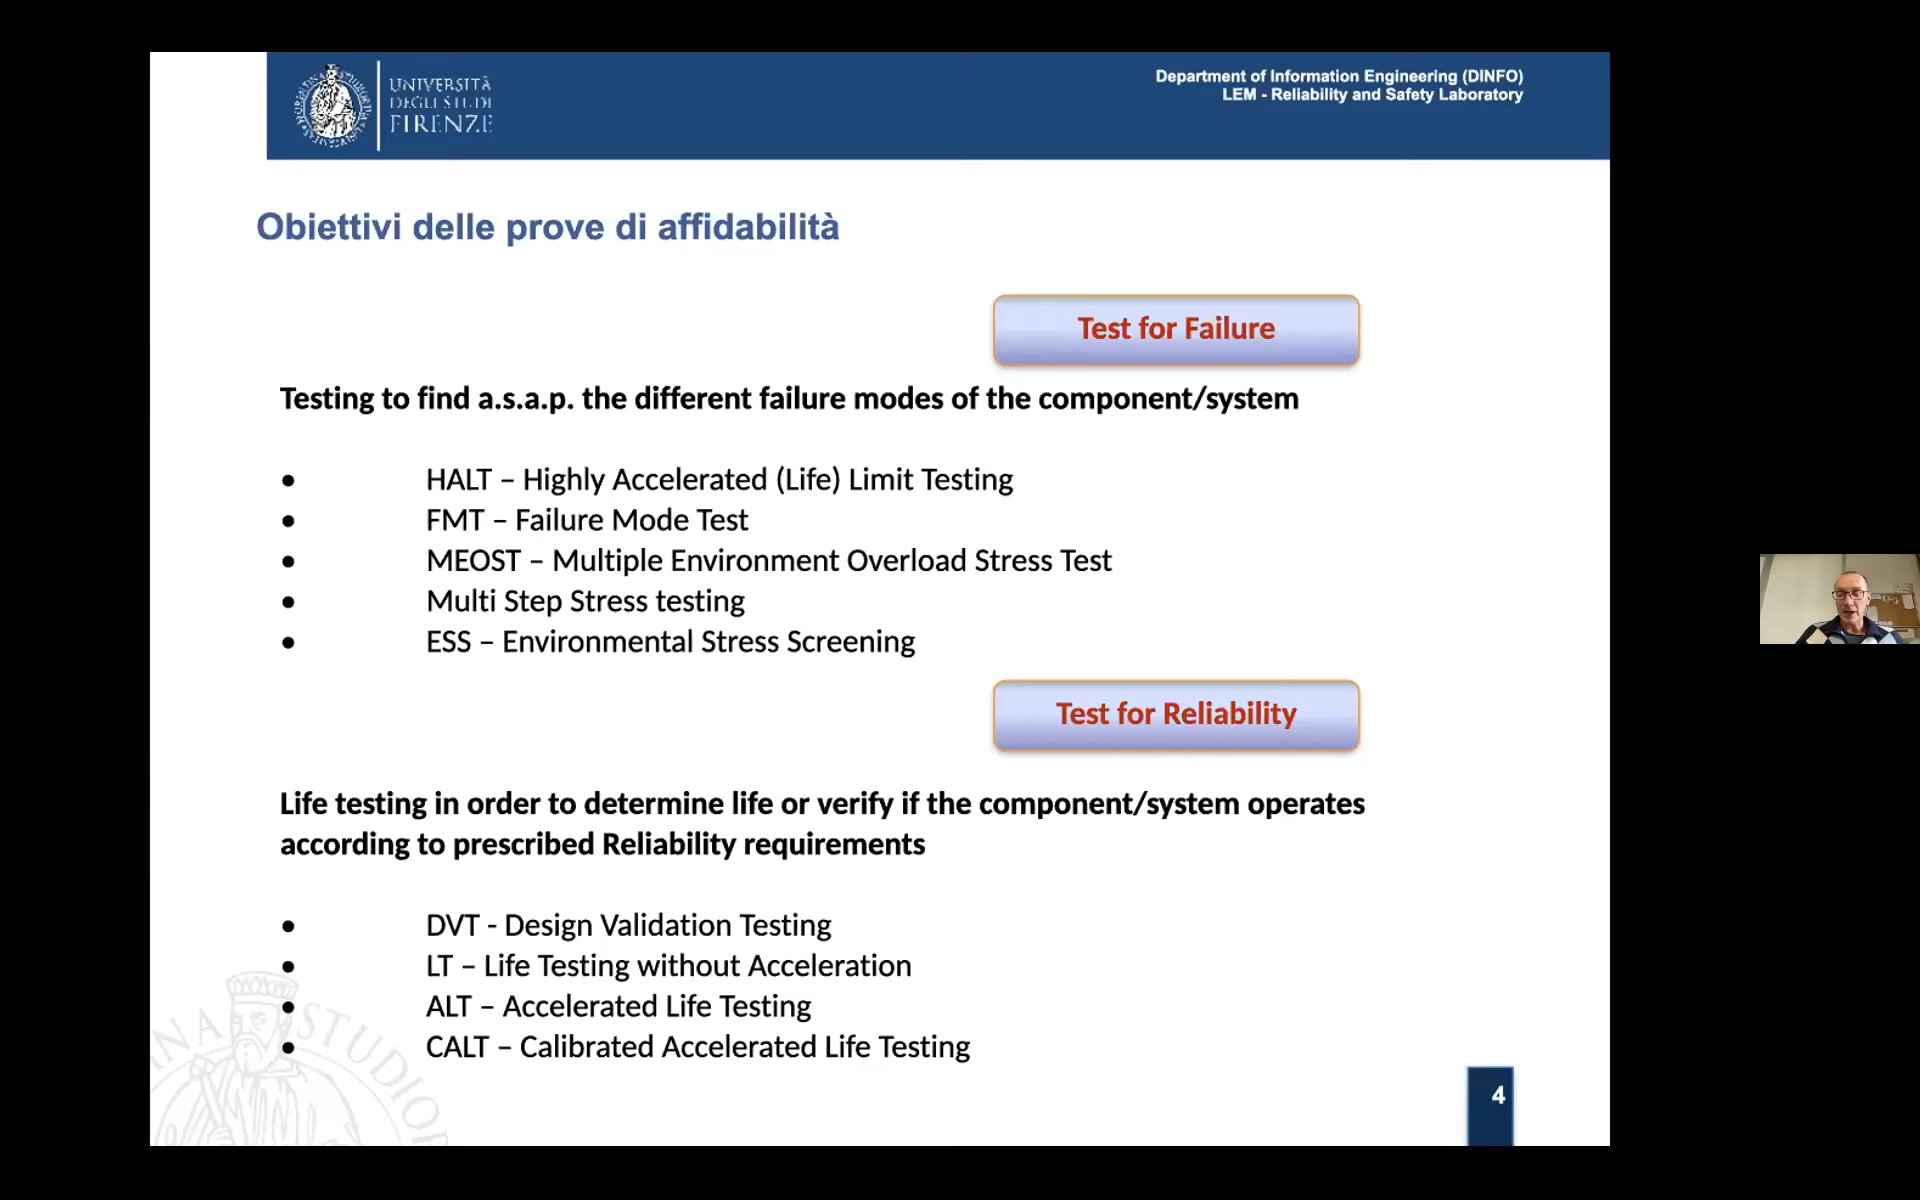 UNIVERSITÀ
DEGLI STUDI
FIRENZE
Department of Information Engineering (DINFO)
LEM - Reliability and Safety Laboratory
Obiettivi delle prove di affidabilità
Test for Failure
Testing to find a.s.a.p. the different failure modes of the component/system
• HALT – Highly Accelerated (Life) Limit Testing
• FMT – Failure Mode Test
• MEOST – Multiple Environment Overload Stress Test
• Multi Step Stress testing
• ESS – Environmental Stress Screening
Test for Reliability
Life testing in order to determine life or verify if the component/system operates
according to prescribed Reliability requirements
• DVT - Design Validation Testing
• LT – Life Testing without Acceleration
• ALT – Accelerated Life Testing
• CALT – Calibrated Accelerated Life Testing
STUDIO
4